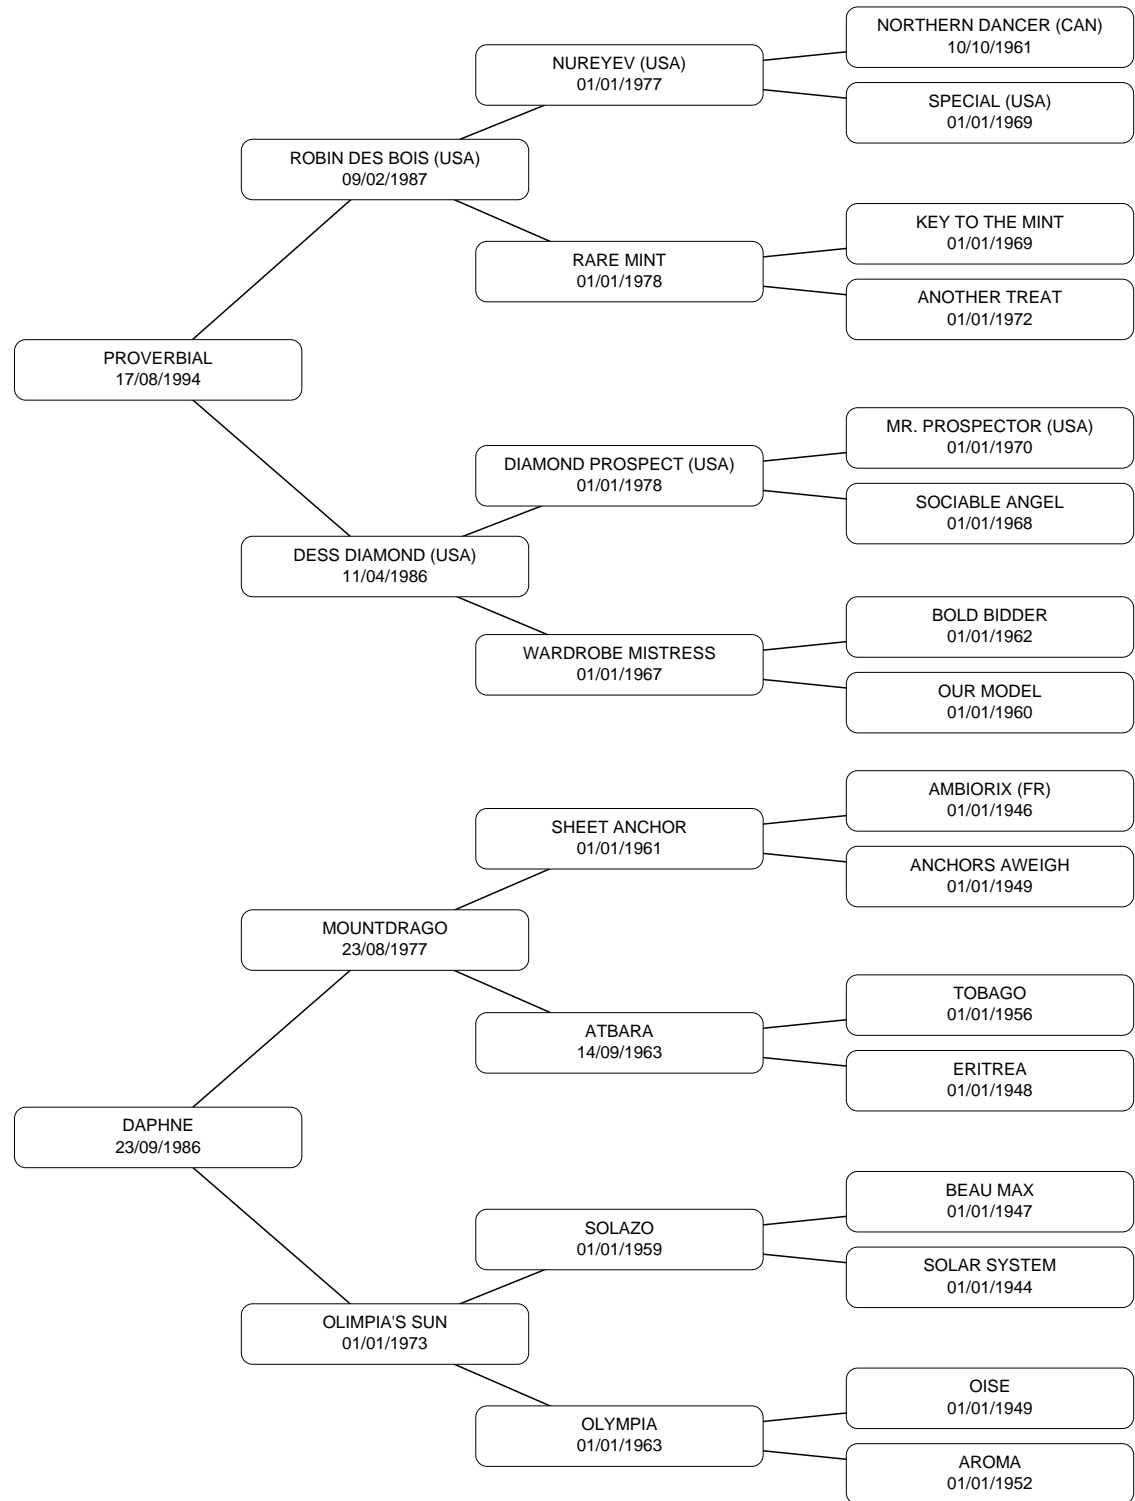 NORTHERN DANCER (CAN)
10/10/1961
NUREYEV (USA)
01/01/1977
SPECIAL (USA)
01/01/1969
ROBIN DES BOIS (USA)
09/02/1987
KEY TO THE MINT
01/01/1969
RARE MINT
01/01/1978
ANOTHER TREAT
01/01/1972
PROVERBIAL
17/08/1994
MR. PROSPECTOR (USA)
01/01/1970
DIAMOND PROSPECT (USA)
01/01/1978
SOCIABLE ANGEL
01/01/1968
DESS DIAMOND (USA)
11/04/1986
BOLD BIDDER
01/01/1962
WARDROBE MISTRESS
01/01/1967
OUR MODEL
01/01/1960
AMBIORIX (FR)
01/01/1946
SHEET ANCHOR
01/01/1961
ANCHORS AWEIGH
01/01/1949
MOUNTDRAGO
23/08/1977
TOBAGO
01/01/1956
ATBARA
14/09/1963
ERITREA
01/01/1948
DAPHNE
23/09/1986
BEAU MAX
01/01/1947
SOLAZO
01/01/1959
SOLAR SYSTEM
01/01/1944
OLIMPIA'S SUN
01/01/1973
OISE
01/01/1949
OLYMPIA
01/01/1963
AROMA
01/01/1952